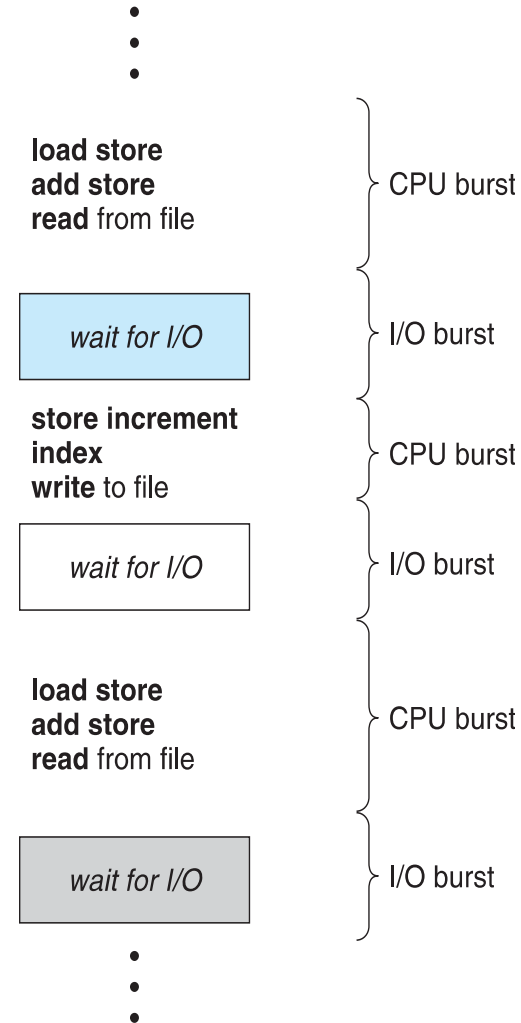 load store
add store
read from file
CPU burst
wait for I/O
I/O burst
store increment
index
write to file
CPU burst
wait for I/O
I/O burst
load store
add store
read from file
CPU burst
wait for I/O
I/O burst